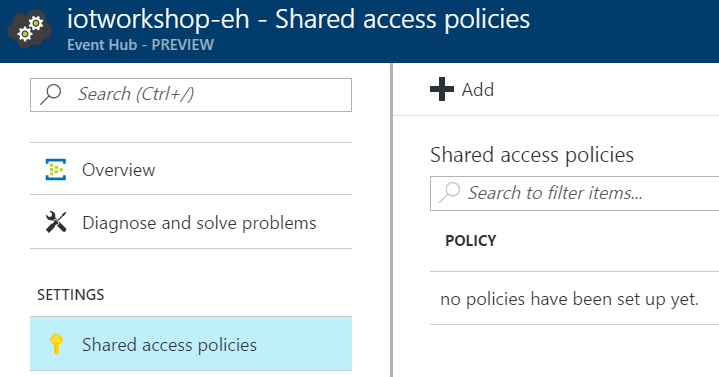 iotworkshop-eh - Shared access policies
Event Hub - PREVIEW
Search (Ctrl+/)
Overview
Diagnose and solve problems
SETTINGS
Shared access policies
Add
Shared access policies
Search to filter items...
POLICY
no policies have been set up yet.